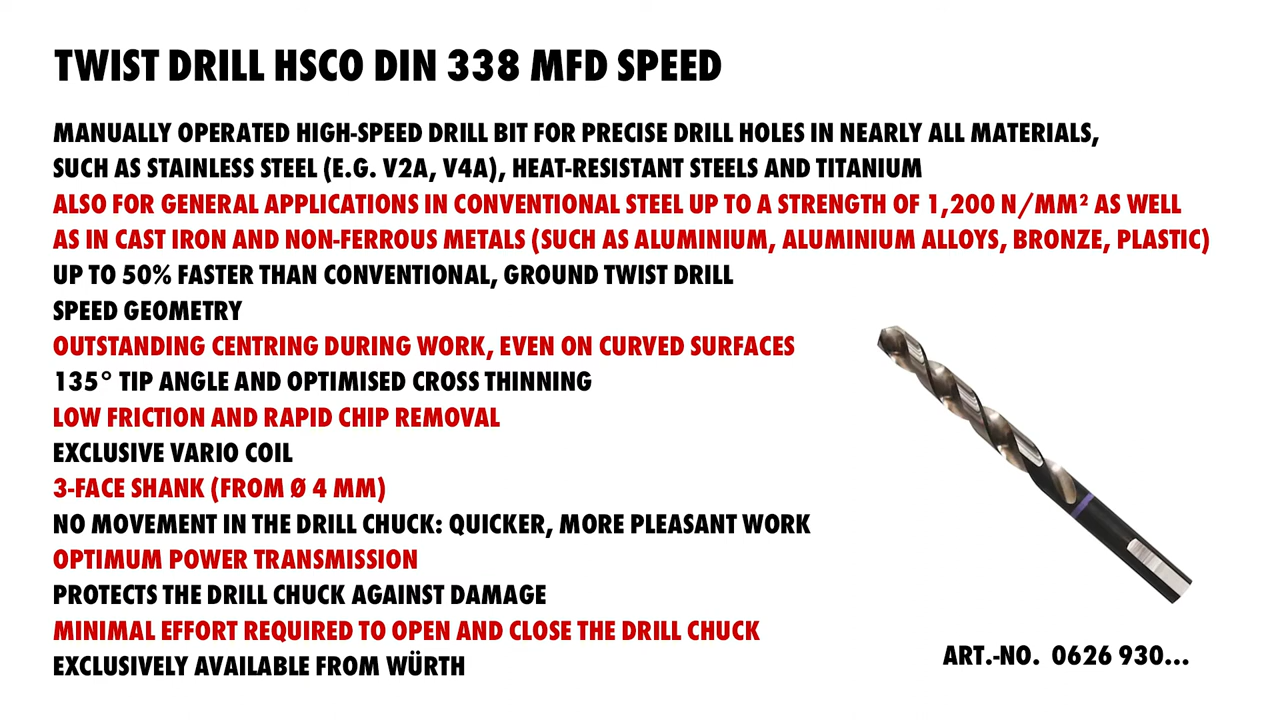 TWIST DRILL HSCO DIN 338 MFD SPEED
MANUALLY OPERATED HIGH-SPEED DRILL BIT FOR PRECISE DRILL HOLES IN NEARLY ALL MATERIALS,
SUCH AS STAINLESS STEEL (E.G. V2A, V4A), HEAT-RESISTANT STEELS AND TITANIUM
ALSO FOR GENERAL APPLICATIONS IN CONVENTIONAL STEEL UP TO A STRENGTH OF 1,200 N/MM² AS WELL
AS IN CAST IRON AND NON-FERROUS METALS (SUCH AS ALUMINIUM, ALUMINIUM ALLOYS, BRONZE, PLASTIC)
UP TO 50% FASTER THAN CONVENTIONAL, GROUND TWIST DRILL
SPEED GEOMETRY
OUTSTANDING CENTRING DURING WORK, EVEN ON CURVED SURFACES
135° TIP ANGLE AND OPTIMISED CROSS THINNING
LOW FRICTION AND RAPID CHIP REMOVAL
EXCLUSIVE VARIO COIL
3-FACE SHANK (FROM Ø 4 MM)
NO MOVEMENT IN THE DRILL CHUCK: QUICKER, MORE PLEASANT WORK
OPTIMUM POWER TRANSMISSION
PROTECTS THE DRILL CHUCK AGAINST DAMAGE
MINIMAL EFFORT REQUIRED TO OPEN AND CLOSE THE DRILL CHUCK
EXCLUSIVELY AVAILABLE FROM WÜRTH
ART.-NO. 0626 930...